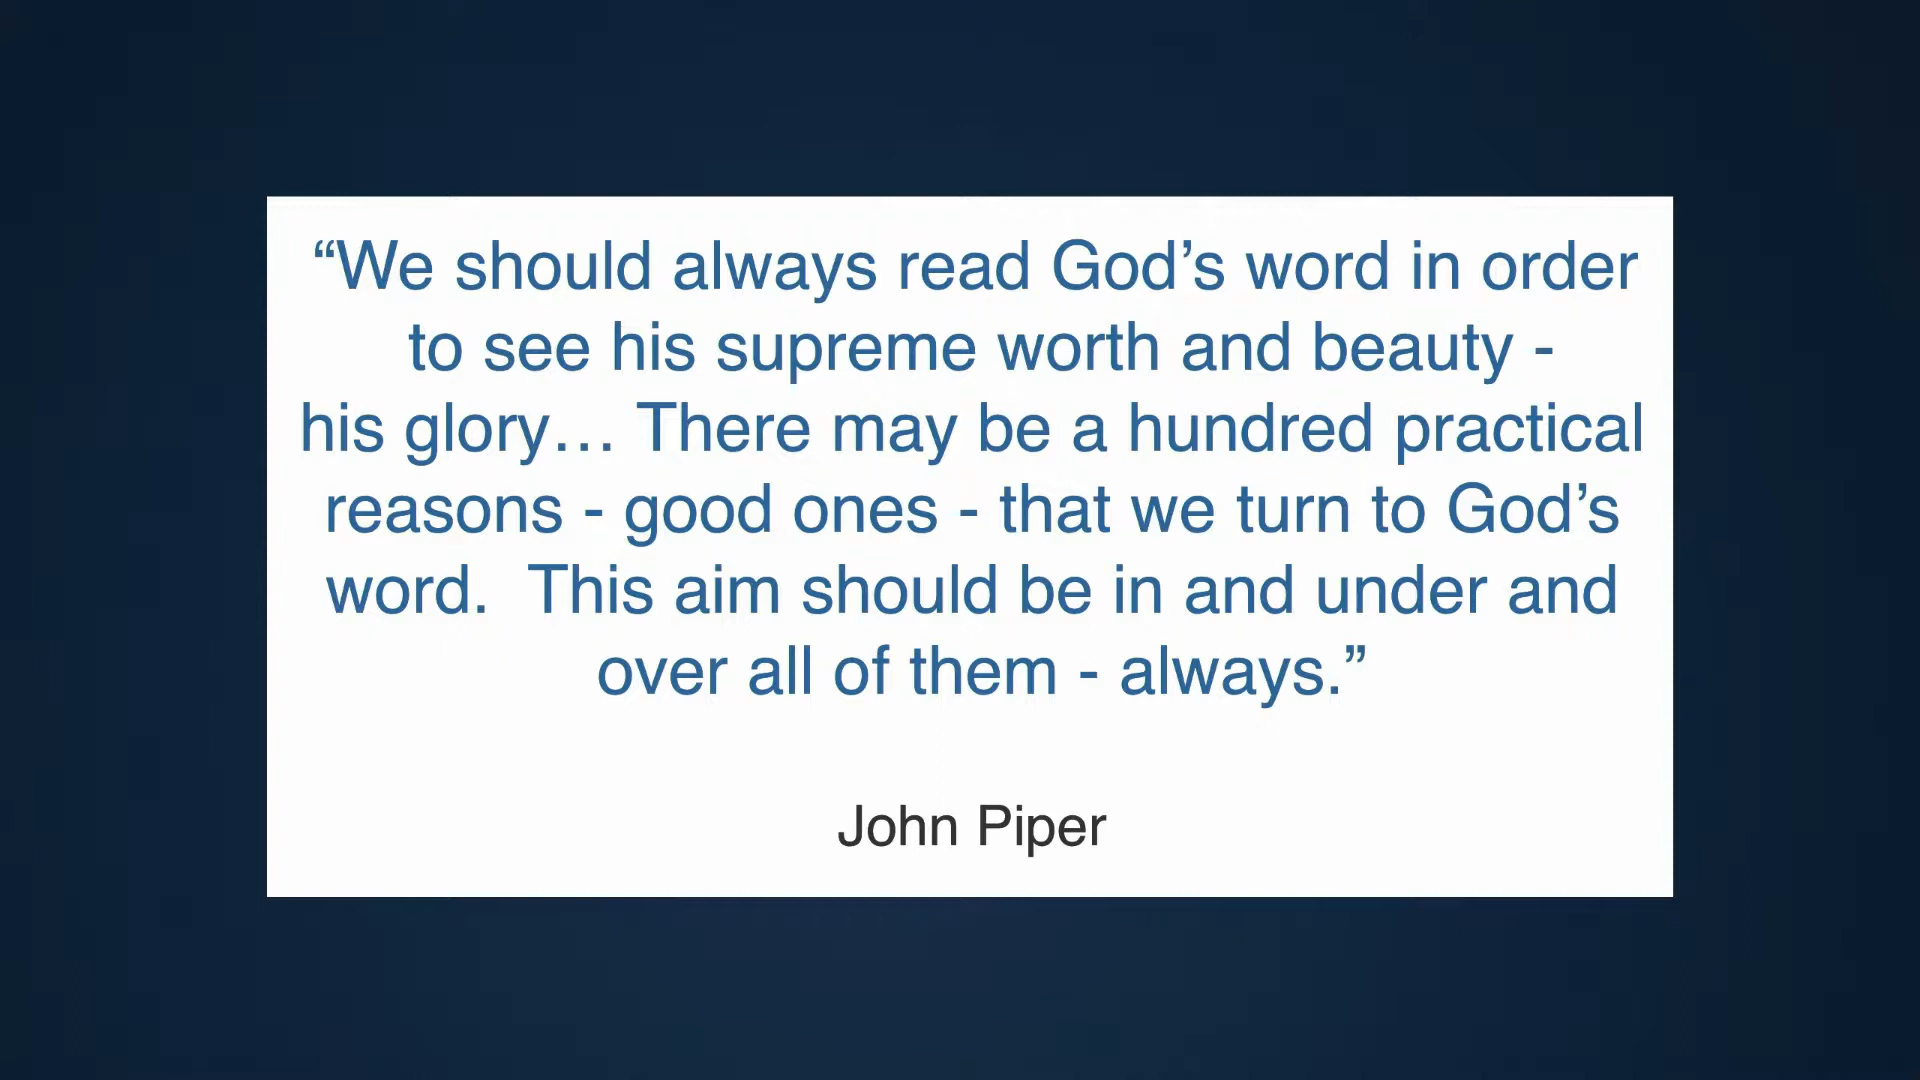 “We should always read God’s word in order
to see his supreme worth and beauty -
his glory… There may be a hundred practical
reasons - good ones - that we turn to God’s
word.  This aim should be in and under and
over all of them - always.”
John Piper